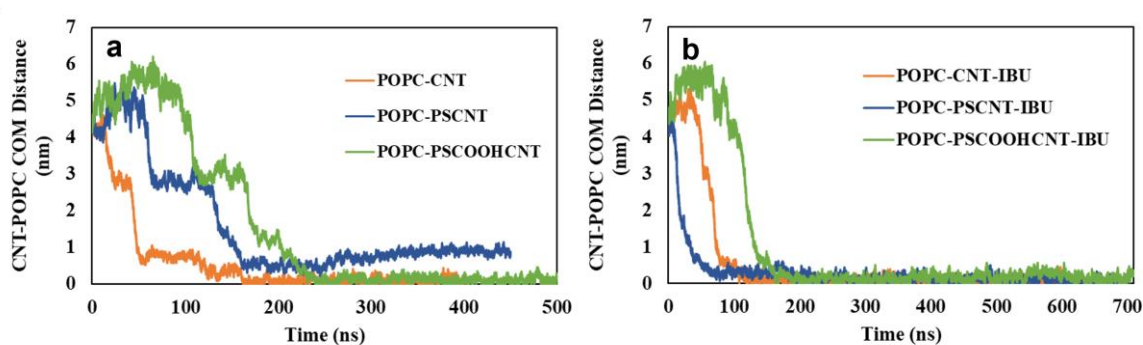 a
CNT-POPC COM Distance
(nm)
7
6
5
4
3
2
1
0
POPC-CNT
POPC-PSCNT
POPC-PSCOOHCNT
0 100 200 300 400 500
Time (ns)
b
CNT-POPC COM Distance
(nm)
7
6
5
4
3
2
1
0
POPC-CNT-IBU
POPC-PSCNT-IBU
POPC-PSCOOHCNT-IBU
0 100 200 300 400 500 600 700
Time (ns)